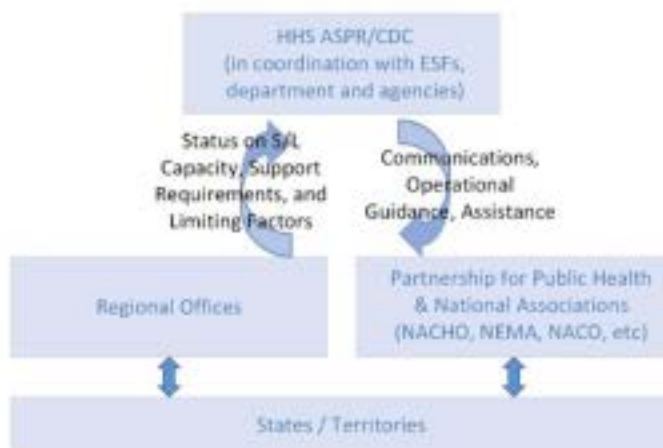 HHS ASPR/CDC
(in coordination with ESFs,
department and agencies)
Status on S/L
Capacity, Support
Requirements, and
Limiting Factors
Communications,
Operational
Guidance, Assistance
Regional Offices
Partnership for Public Health
& National Associations
(NACHO, NEMA, NACO, etc)
States / Territories